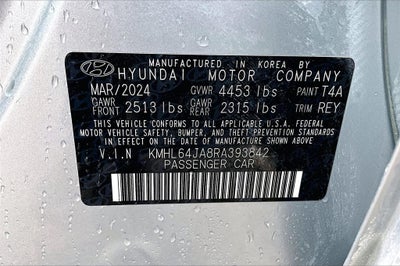 MANUFACTURED IN KOREA BY
HYUNDAI MOTOR COMPANY
MAR/2024 GVWR 4453 lbs PAINT T4A
GAWR FRONT 2513 lbs GAWR REAR 2315 lbs TRIM REY
THIS VEHICLE CONFORMS TO ALL APPLICABLE U.S.A. FEDERAL
MOTOR VEHICLE SAFETY, BUMPER, AND THEFT PREVENTION STANDARDS
IN EFFECT ON THE DATE OF MANUFACTURE SHOWN ABOVE.
V.I.N KMHL64JA8RA393842
PASSENGER CAR